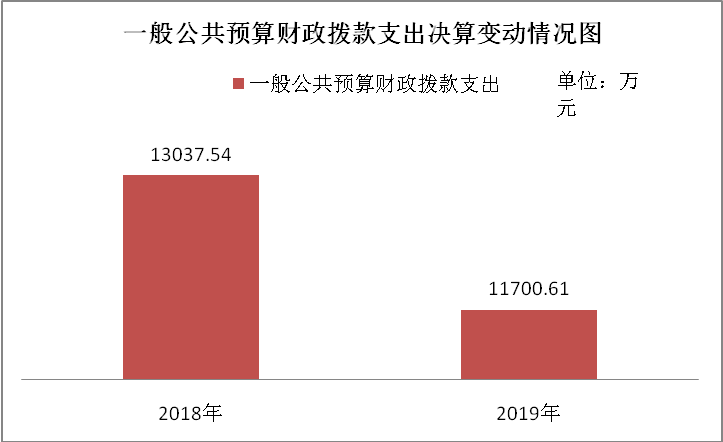 一般公共预算财政拨款支出决算变动情况图
一般公共预算财政拨款支出
单位：万
元
13037.54
11700.61
2018年
2019年